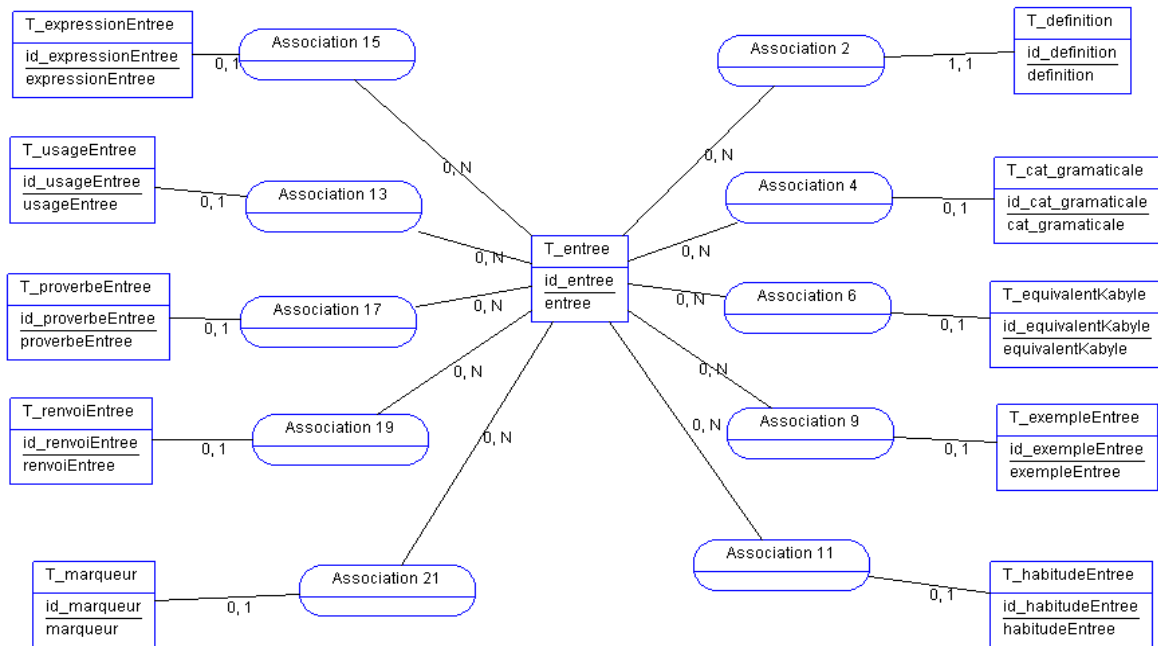 T_expressionEntree
id_expressionEntree
expressionEntree
0, 1
Association 15
0, N
Association 2
0, N
1, 1
T_definition
id_definition
definition
T_usageEntree
id_usageEntree
usageEntree
0, 1
Association 13
0, N
Association 4
0, N
0, 1
T_cat_gramaticale
id_cat_gramaticale
cat_gramaticale
T_entree
id_entree
entree
T_proverbeEntree
id_proverbeEntree
proverbeEntree
0, 1
Association 17
0, N
Association 6
0, N
0, 1
T_equivalentKabyle
id_equivalentKabyle
equivalentKabyle
T_renvoiEntree
id_renvoiEntree
renvoiEntree
0, 1
Association 19
0, N
Association 9
0, N
0, 1
T_exempleEntree
id_exempleEntree
exempleEntree
T_marqueur
id_marqueur
marqueur
0, 1
Association 21
0, N
Association 11
0, N
0, 1
T_habitudeEntree
id_habitudeEntree
habitudeEntree